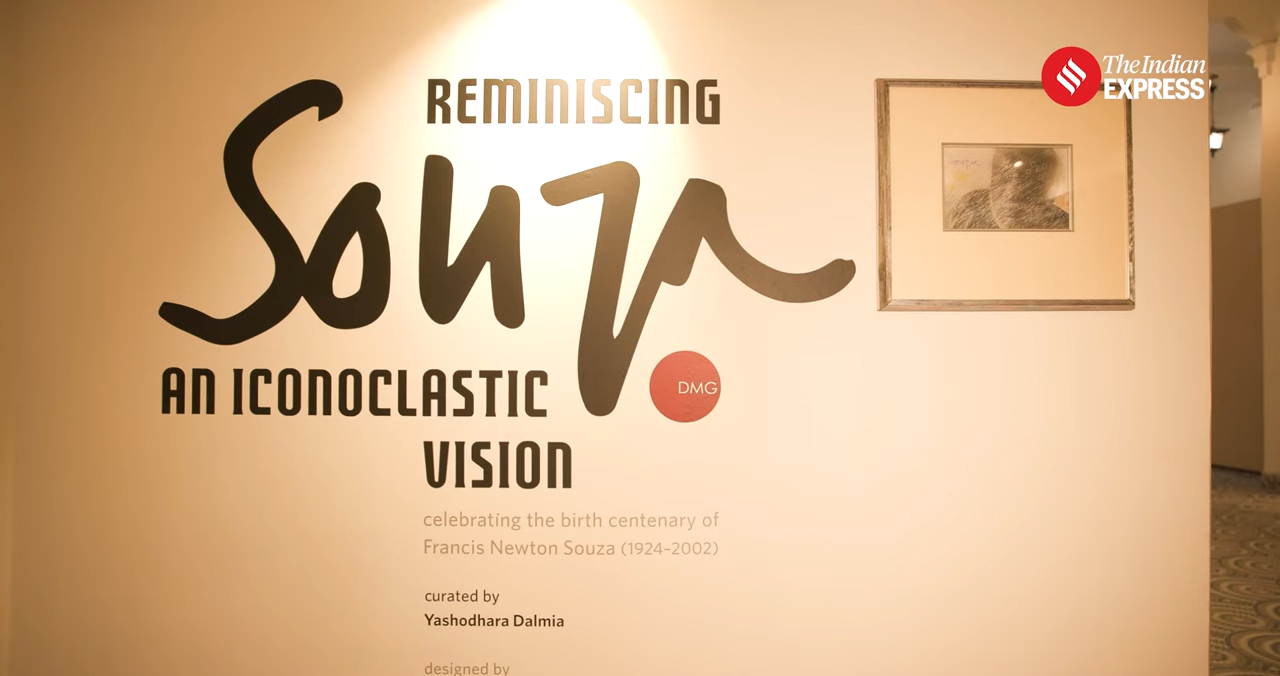 REMINISCING
Souza
AN ICONOCLASTIC
VISION
DMG
celebrating the birth centenary of
Francis Newton Souza (1924–2002)
curated by
Yashodhara Dalmia
designed by
The Indian
EXPRESS
Souza